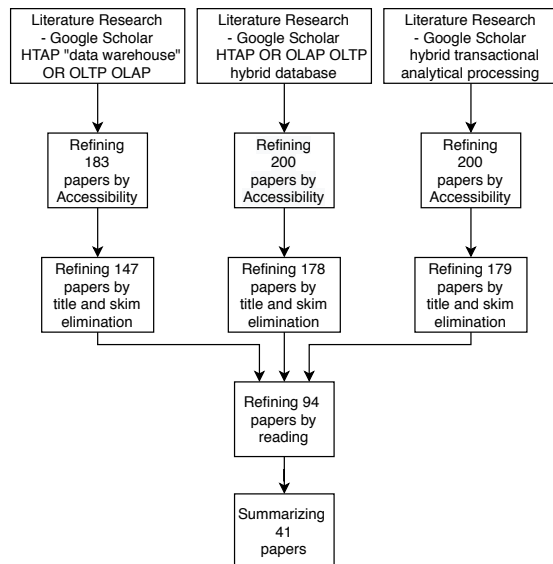 Literature Research
- Google Scholar
HTAP "data warehouse"
OR OLTP OLAP
Literature Research
- Google Scholar
HTAP OR OLAP OLTP
hybrid database
Literature Research
- Google Scholar
hybrid transactional
analytical processing
Refining
183
papers by
Accessibility
Refining
200
papers by
Accessibility
Refining
200
papers by
Accessibility
Refining 147
papers by
title and skim
elimination
Refining 178
papers by
title and skim
elimination
Refining 179
papers by
title and skim
elimination
Refining 94
papers by
reading
Summarizing
41
papers